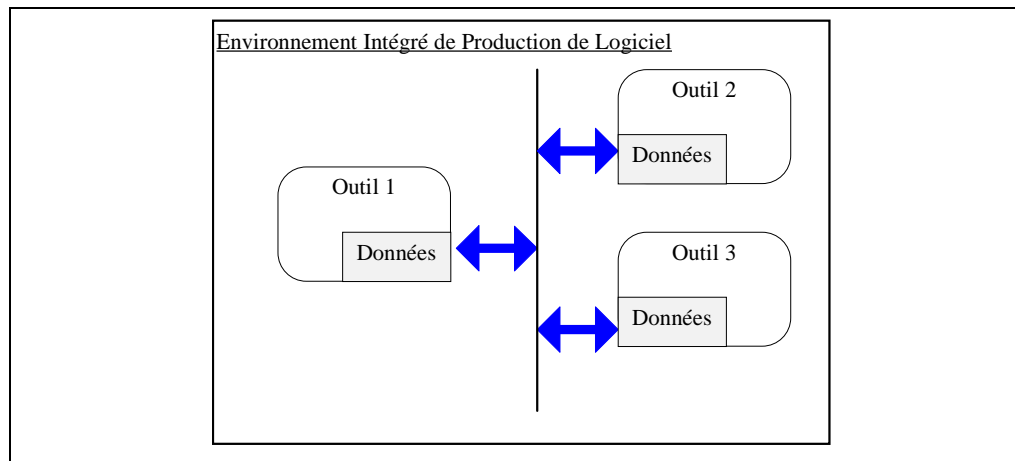 Environnement Intégré de Production de Logiciel
Outil 1
Données
Outil 2
Données
Outil 3
Données